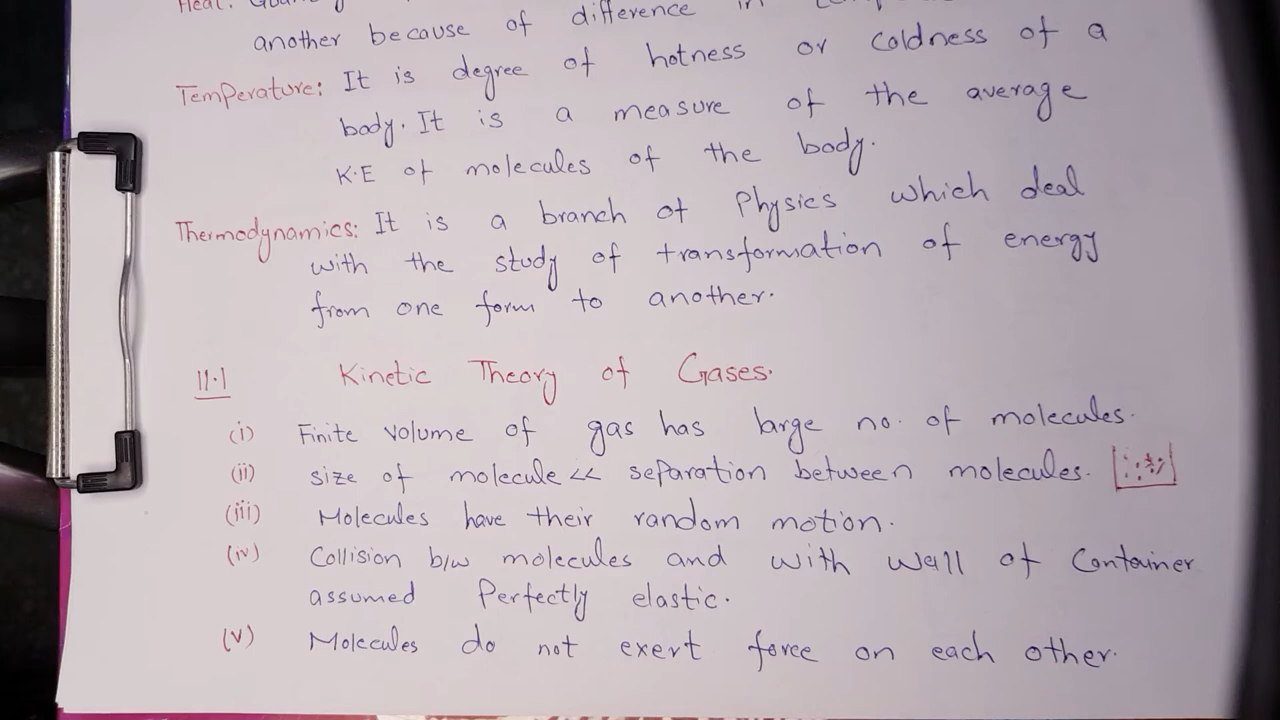 Heat:
another because of difference in
Temperature: It is degree of hotness or coldness of a
body. It is a measure of the average
K.E of molecules of the body.
Thermodynamics: It is a branch of Physics which deal
with the study of transformation of energy
from one form to another.
11.1 Kinetic Theory of Gases.
(i) Finite volume of gas has large no. of molecules.
(ii) size of molecule << separation between molecules.
(iii) Molecules have their random motion.
(iv) Collision b/w molecules and with wall of Container
assumed Perfectly elastic.
(v) Molecules do not exert force on each other.